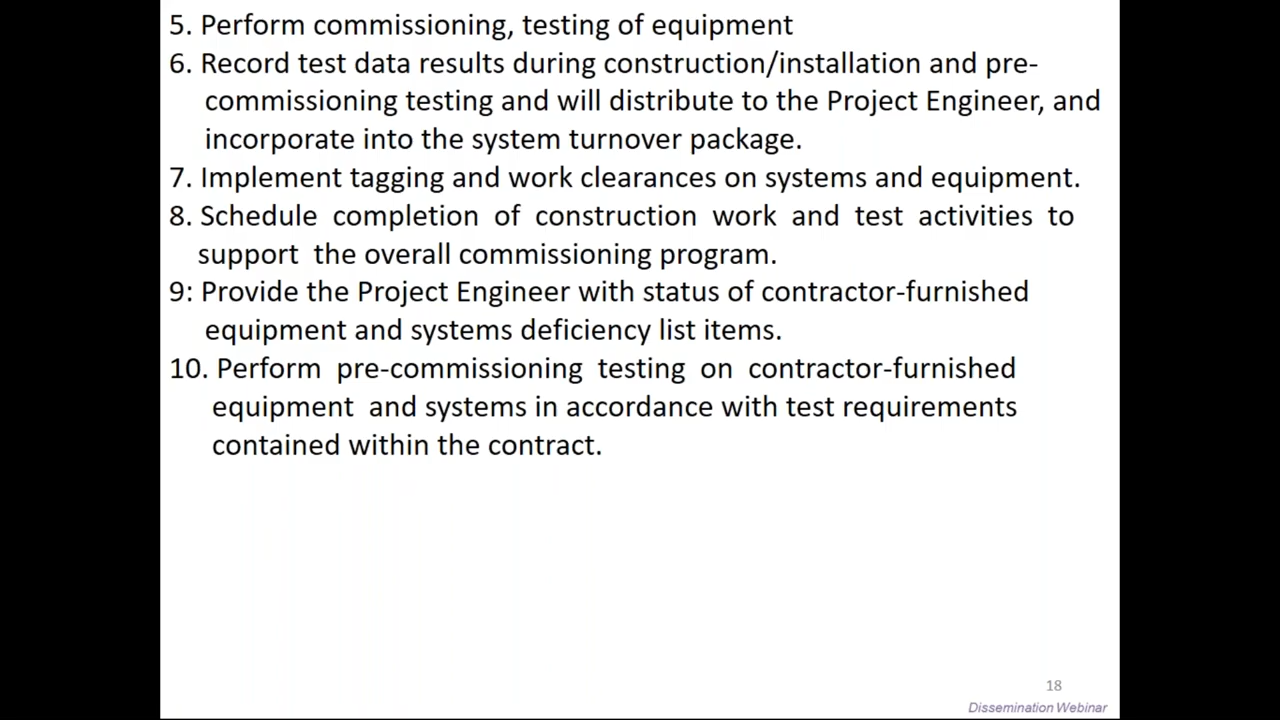 5. Perform commissioning, testing of equipment
6. Record test data results during construction/installation and pre-
commissioning testing and will distribute to the Project Engineer, and
incorporate into the system turnover package.
7. Implement tagging and work clearances on systems and equipment.
8. Schedule completion of construction work and test activities to
support the overall commissioning program.
9: Provide the Project Engineer with status of contractor-furnished
equipment and systems deficiency list items.
10. Perform pre-commissioning testing on contractor-furnished
equipment and systems in accordance with test requirements
contained within the contract.
18
Dissemination Webinar